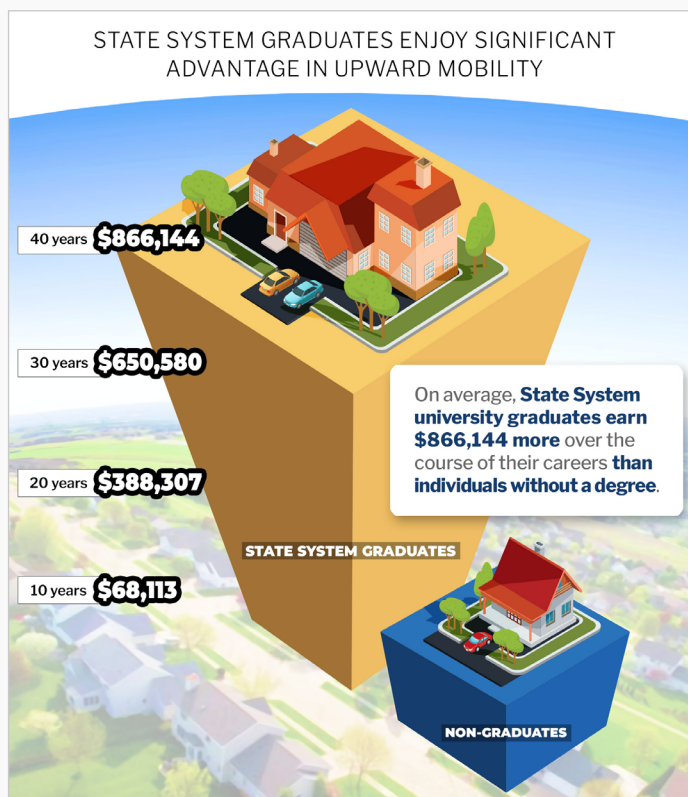 STATE SYSTEM GRADUATES ENJOY SIGNIFICANT
ADVANTAGE IN UPWARD MOBILITY
40 years $866,144
30 years $650,580
On average, State System
university graduates earn
$866,144 more over the
course of their careers than
individuals without a degree.
20 years $388,307
STATE SYSTEM GRADUATES
10 years $68,113
NON-GRADUATES